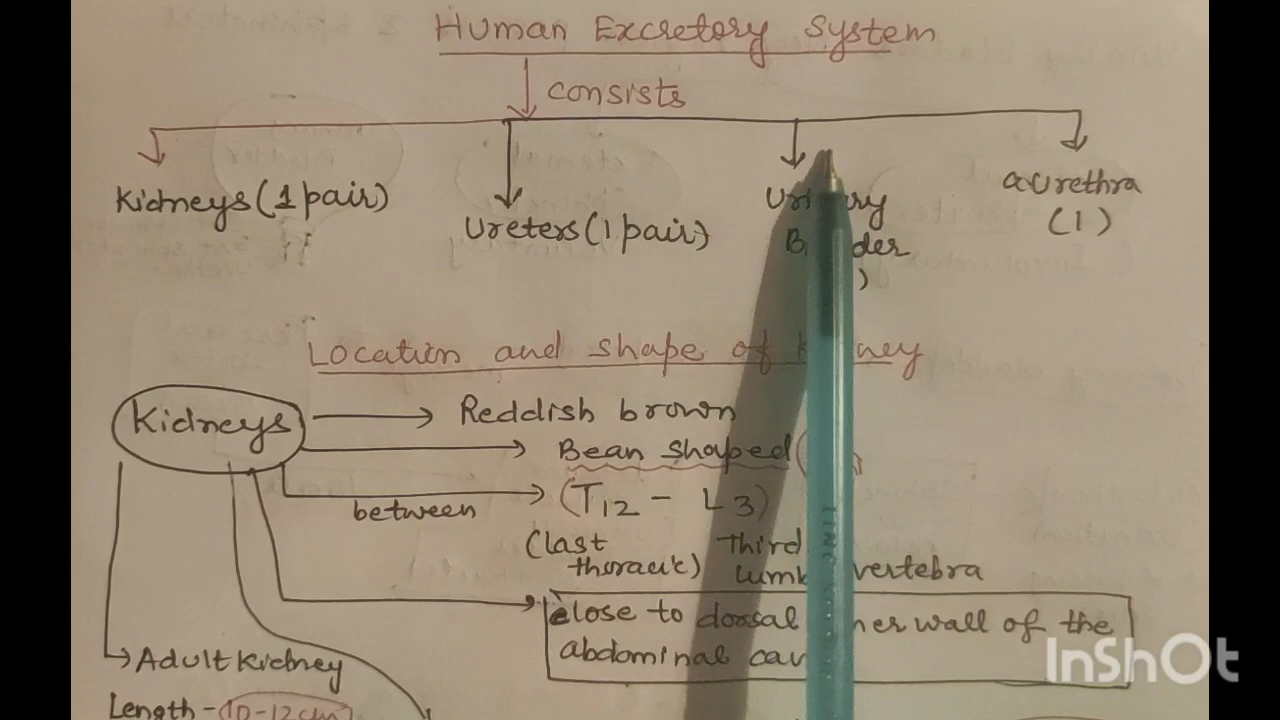 Human Excretory System
consists
Kidneys (1 pair)
Ureters (1 pair)
a urethra
(1)
Location and shape of
Kidneys
Reddish brown
Bean shaped
between
(T12 - L3)
(last
thoracic)
Third
vertebra
close to dorsal
wall of the
abdominal
Adult Kidney
Length - (10-12cm)
InShOt